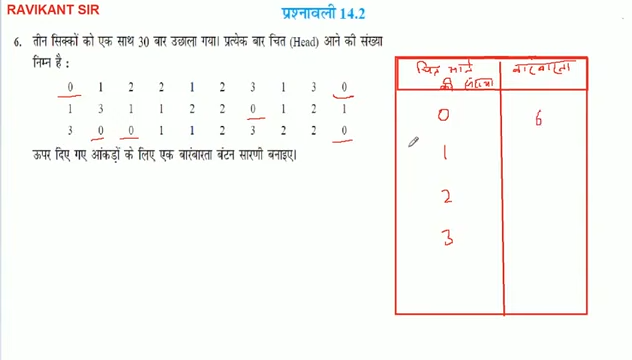 RAVIKANT SIR
प्रश्नावली 14.2
6. तीन सिक्कों को एक साथ 30 बार उछाला गया। प्रत्येक बार चित (Head) आने की संख्या
निम्न है :
0 1 2 2 1 2 3 1 3 0
1 3 1 1 2 2 0 1 2 1
3 0 0 1 1 2 3 2 2 0
ऊपर दिए गए आंकड़ों के लिए एक बारंबारता बंटन सारणी बनाइए।
चित आने की संख्या बारंबारता
0 6
1
2
3